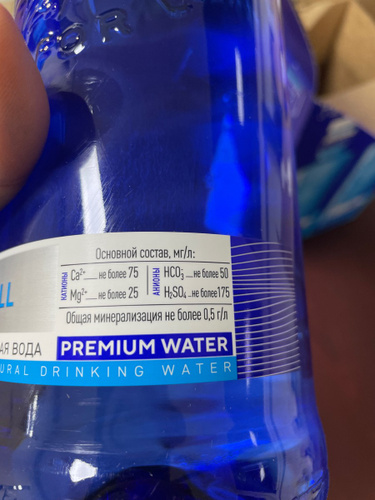 Основной состав, мг/л:
КАТИОНЫ
Ca²⁺ ..... не более 75
Mg²⁺ ..... не более 25
АНИОНЫ
HCO₃⁻ ... не более 50
H₂SO₄ .. не более 175
Общая минерализация не более 0,5 г/л
АЯ ВОДА
PREMIUM WATER
URAL DRINKING WATER
LL